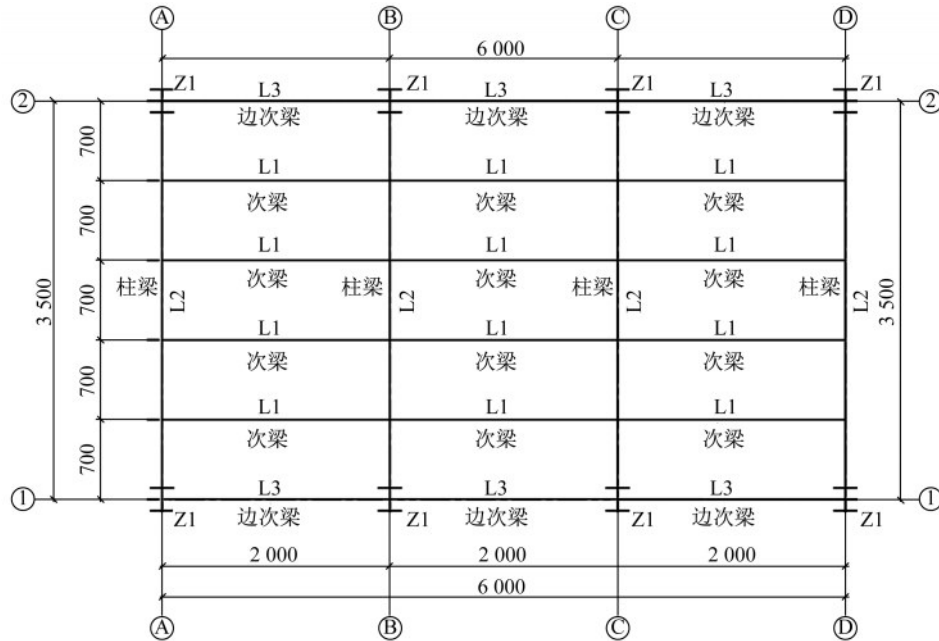 A B C D
6 000
Z1 L3 Z1 L3 Z1 L3 Z1
2 2
边次梁 边次梁 边次梁
700
L1 L1 L1
次梁 次梁 次梁
700
L1 L1 L1
柱梁 次梁 柱梁 次梁 柱梁 次梁 柱梁
3 500 700 L2 L2 L2 L2 3 500
L1 L1 L1
次梁 次梁 次梁
700
L1 L1 L1
次梁 次梁 次梁
700
L3 L3 L3
1 1
Z1 边次梁 Z1 边次梁 Z1 边次梁 Z1
2 000 2 000 2 000
6 000
A B C D